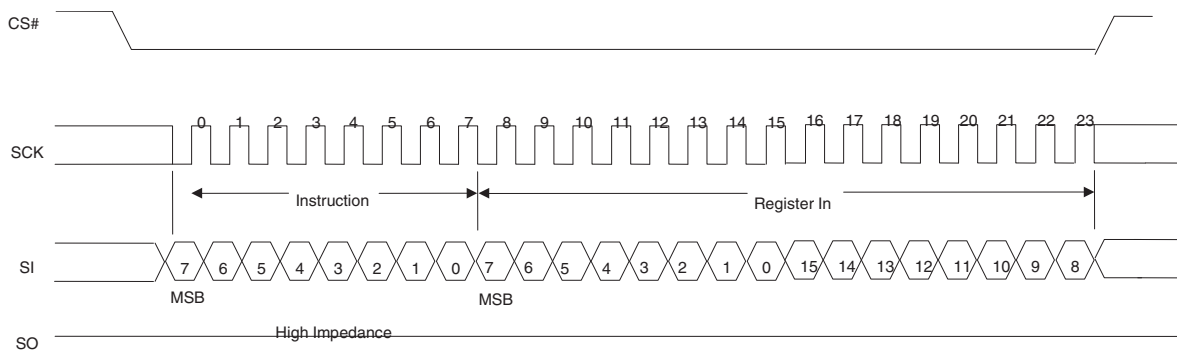 CS#
0 1 2 3 4 5 6 7 8 9 10 11 12 13 14 15 16 17 18 19 20 21 22 23
SCK
Instruction
Register In
SI
7 6 5 4 3 2 1 0 7 6 5 4 3 2 1 0 15 14 13 12 11 10 9 8
MSB
MSB
High Impedance
SO